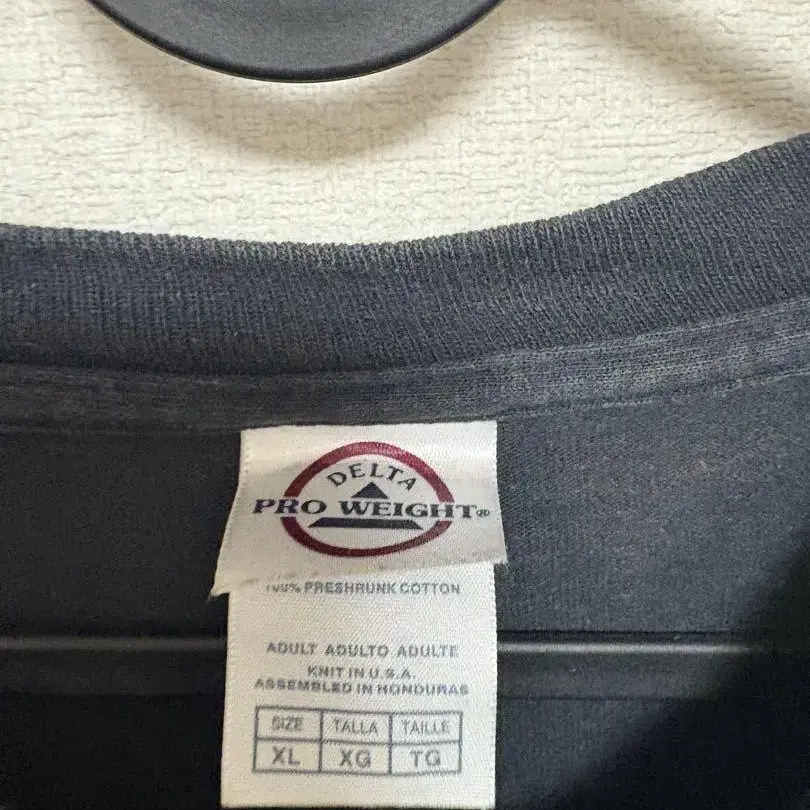 DELTA
PRO WEIGHT®
100% PRESHRUNK COTTON
ADULT ADULTO ADULTE
KNIT IN U.S.A.
ASSEMBLED IN HONDURAS
SIZE TALLA TAILLE
XL XG TG